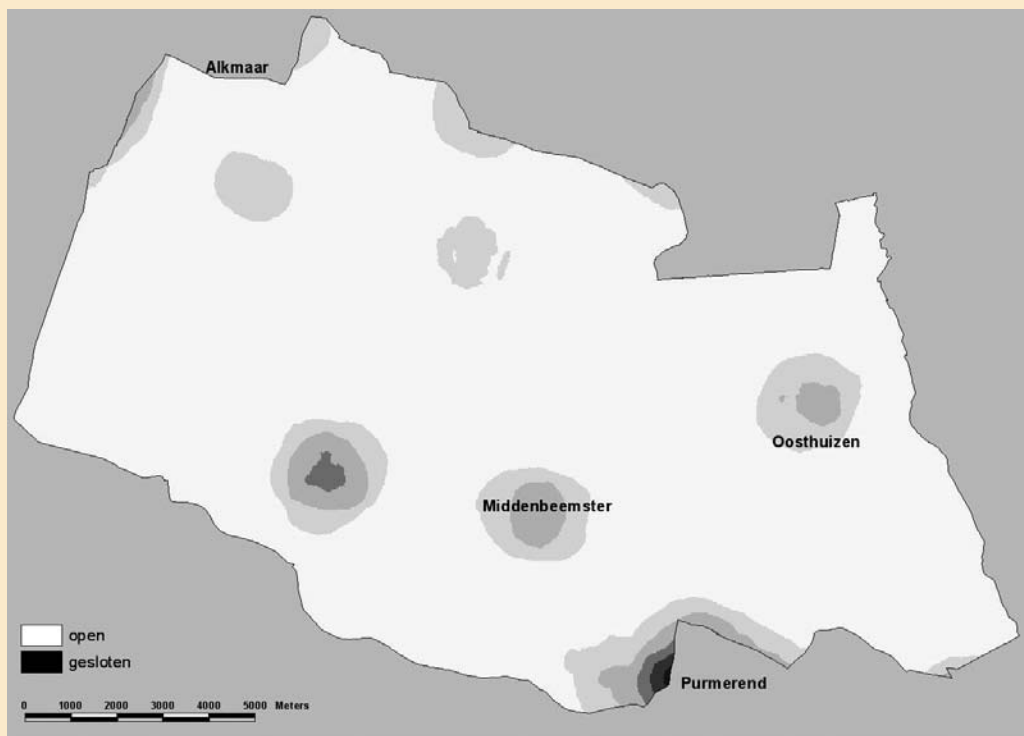 Alkmaar
Oosthuizen
Middenbeemster
open
gesloten
Purmerend
0 1000 2000 3000 4000 5000 Meters